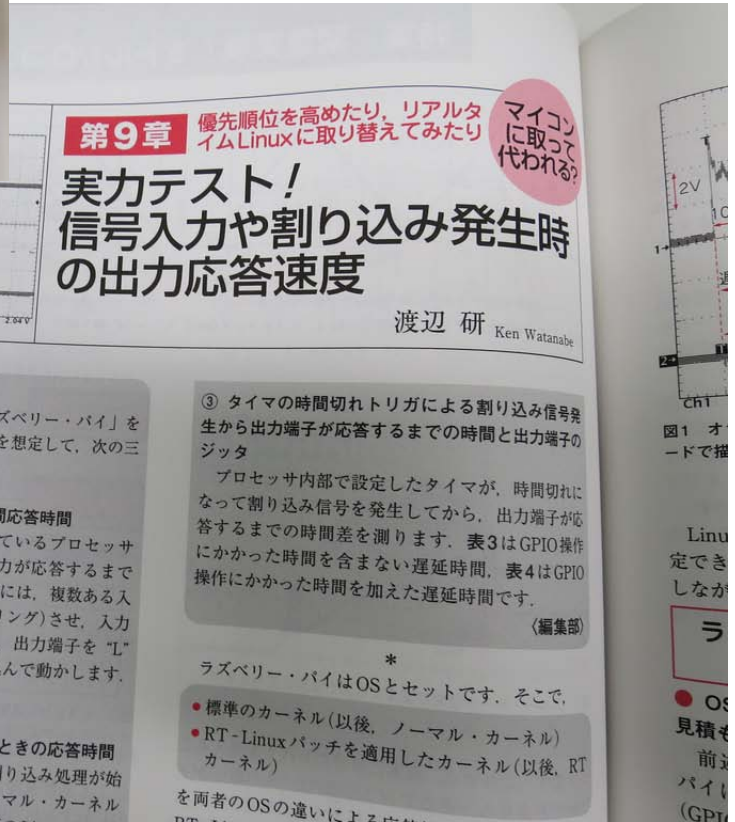 第9章
優先順位を高めたり，リアルタ
イムLinuxに取り替えてみたり
マイコン
に取って
代われる?
実力テスト!
信号入力や割り込み発生時
の出力応答速度
渡辺 研 Ken Watanabe
2.04V
ズベリー・パイ」を
を想定して，次の三
応答時間
ているプロセッサ
力が応答するまで
には，複数ある入
ング)させ，入力
出力端子を “L”
んで動かします．
ときの応答時間
り込み処理が始
マル・カーネル
③ タイマの時間切れトリガによる割り込み信号発
生から出力端子が応答するまでの時間と出力端子の
ジッタ
プロセッサ内部で設定したタイマが，時間切れに
なって割り込み信号を発生してから，出力端子が応
答するまでの時間差を測ります．表3はGPIO操作
にかかった時間を含まない遅延時間，表4はGPIO
操作にかかった時間を加えた遅延時間です．
〈編集部〉
*
ラズベリー・パイはOSとセットです．そこで，
●標準のカーネル(以後，ノーマル・カーネル)
●RT-Linuxパッチを適用したカーネル(以後，RT
カーネル)
を両者のOSの違いによる
2V
1
2
Ch1
図1 オ
ードで描
Linu
定でき
しなが
ラ
● OS
見積も
前
パイ
(GPI